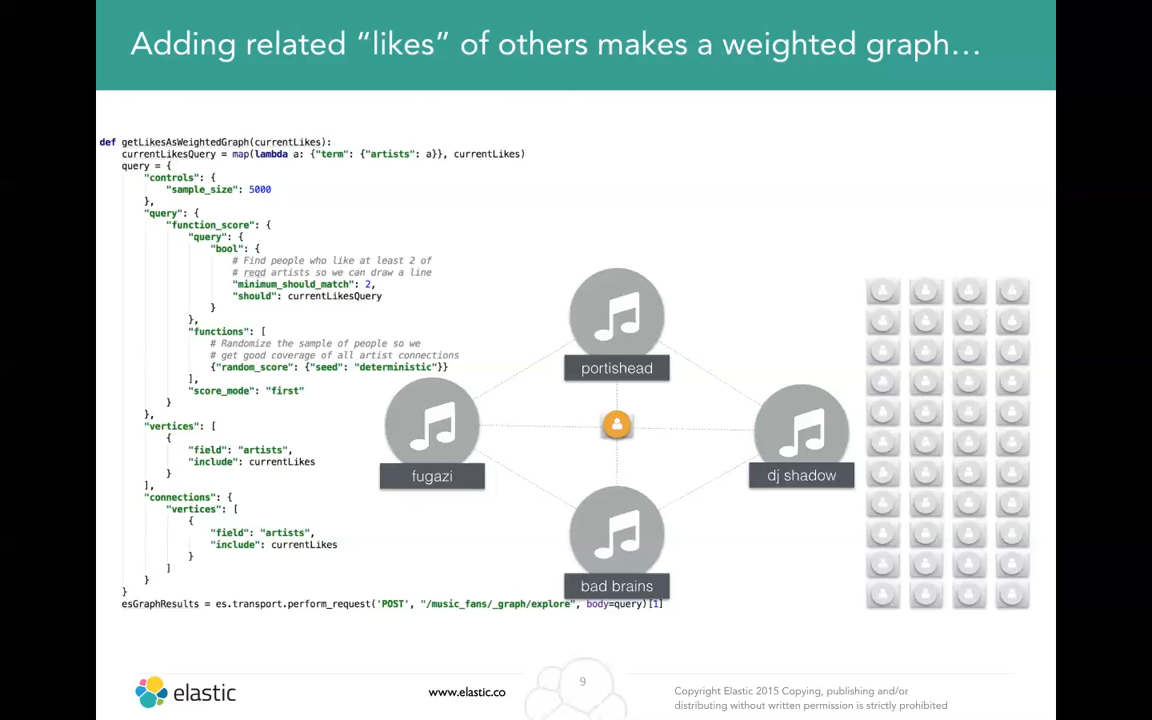 Adding related “likes” of others makes a weighted graph…
def getLikesAsWeightedGraph(currentLikes):
currentLikesQuery = map(lambda a: {"term": {"artists": a}}, currentLikes)
query = {
"controls": {
"sample_size": 5000
},
"query": {
"function_score": {
"query": {
"bool": {
# Find people who like at least 2 of
# reqd artists so we can draw a line
"minimum_should_match": 2,
"should": currentLikesQuery
}
},
"functions": [
# Randomize the sample of people so we
# get good coverage of all artist connections
{"random_score": {"seed": "deterministic"}}
],
"score_mode": "first"
}
},
"vertices": [
{
"field": "artists",
"include": currentLikes
}
],
"connections": {
"vertices": [
{
"field": "artists",
"include": currentLikes
}
]
}
}
esGraphResults = es.transport.perform_request('POST', "/music_fans/_graph/explore", body=query)[1]
portishead
fugazi
dj shadow
bad brains
elastic
www.elastic.co
9
Copyright Elastic 2015 Copying, publishing and/or
distributing without written permission is strictly prohibited